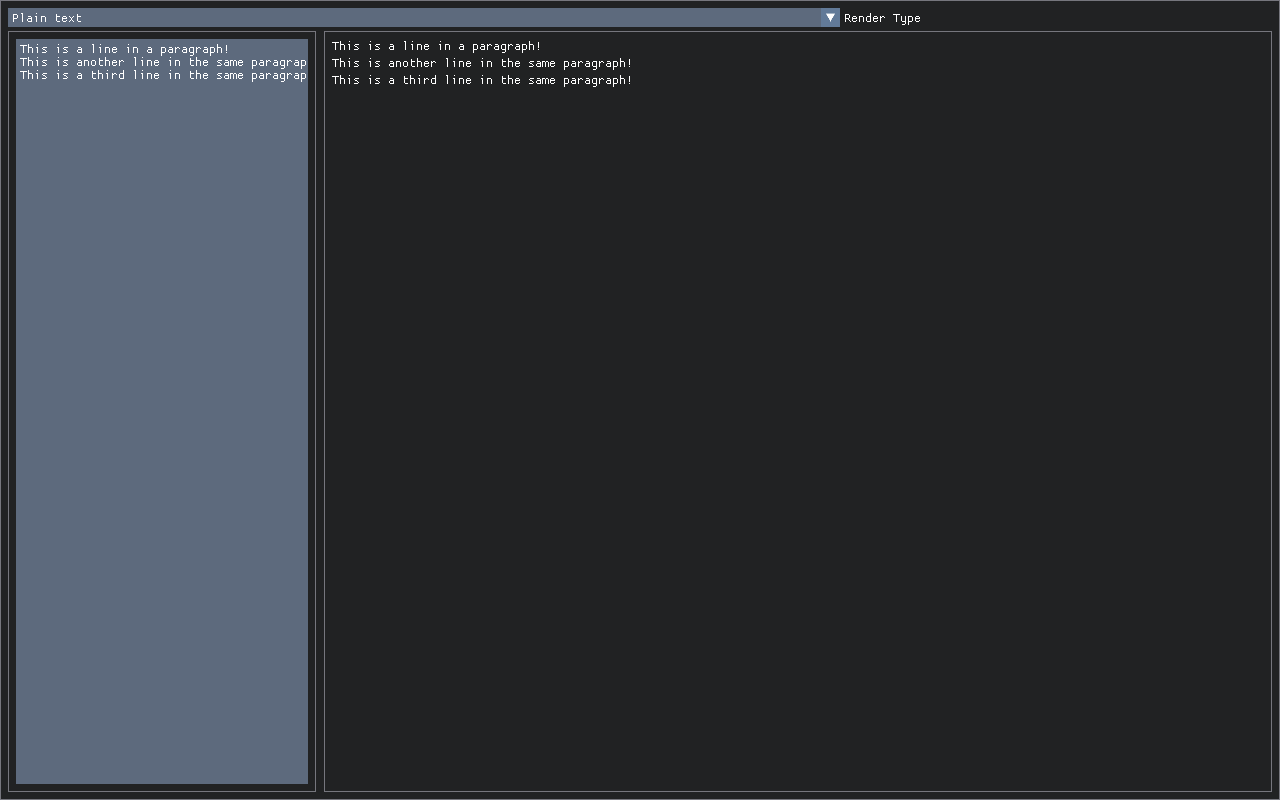 Plain text
Render Type
This is a line in a paragraph!
This is another line in the same paragrap
This is a third line in the same paragrap
This is a line in a paragraph!
This is another line in the same paragraph!
This is a third line in the same paragraph!